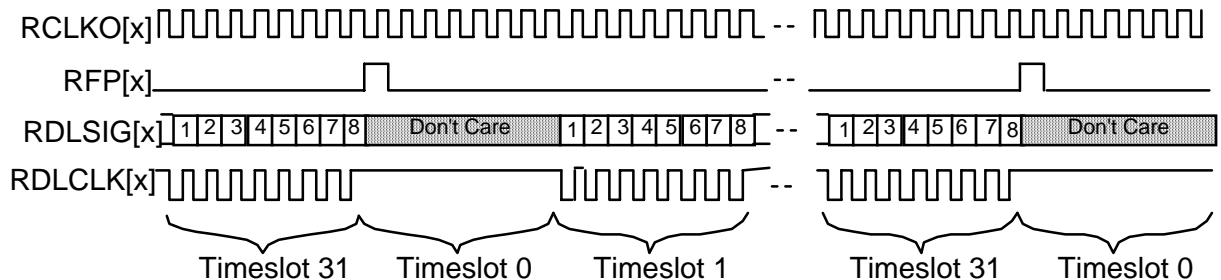 RCLKO[x] -- 
RFP[x] --
RDLSIG[x] 1 2 3 4 5 6 7 8 Don't Care 1 2 3 4 5 6 7 8 -- 1 2 3 4 5 6 7 8 Don't Care
RDLCLK[x] --
Timeslot 31 Timeslot 0 Timeslot 1 Timeslot 31 Timeslot 0